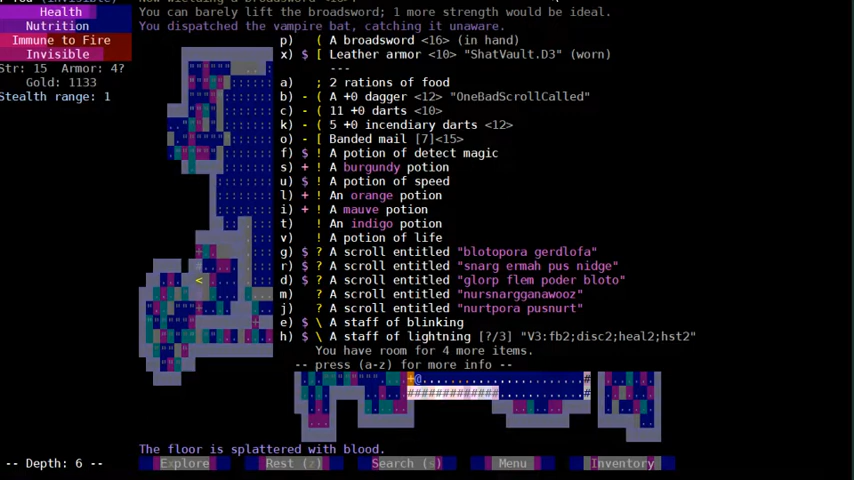 You can barely lift the broadsword; 1 more strength would be ideal.
You dispatched the vampire bat, catching it unaware.
Health
Nutrition
Immune to Fire
Invisible
Str: 15 Armor: 4?
Gold: 1133
Stealth range: 1
p) ( A broadsword <16> (in hand)
x) $ [ Leather armor <10> "ShatVault.D3" (worn)
---
a) ; 2 rations of food
b) - ( A +0 dagger <12> "OneBadScrollCalled"
c) - ( 11 +0 darts <10>
k) - ( 5 +0 incendiary darts <12>
o) - [ Banded mail [7]<15>
f) $ ! A potion of detect magic
s) + ! A burgundy potion
u) $ ! A potion of speed
l) + ! An orange potion
i) + ! A mauve potion
t) ! An indigo potion
v) ! A potion of life
g) $ ? A scroll entitled "blotopora gerdlofa"
r) $ ? A scroll entitled "snarg ermah pus nidge"
d) $ ? A scroll entitled "glorp flem poder bloto"
m) ? A scroll entitled "nursnargganawooz"
j) ? A scroll entitled "nurtpora pusnurt"
e) $ \ A staff of blinking
h) $ \ A staff of lightning [?/3] "V3:fb2;disc2;heal2;hst2"
You have room for 4 more items.
-- press (a-z) for more info --
The floor is splattered with blood.
-- Depth: 6 --
Explore
Rest (z)
Search (s)
Menu
Inventory